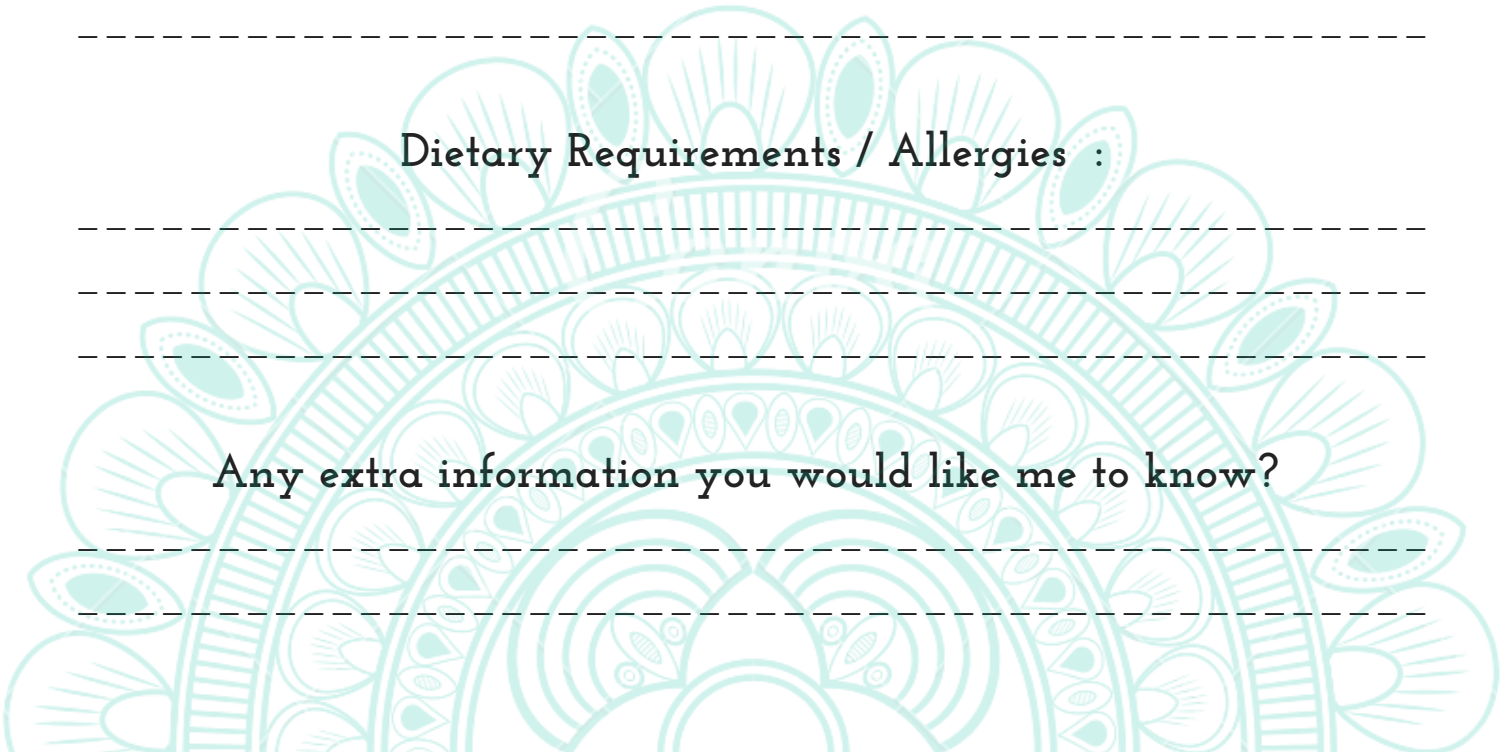 Dietary Requirements / Allergies  :
Any extra information you would like me to know?